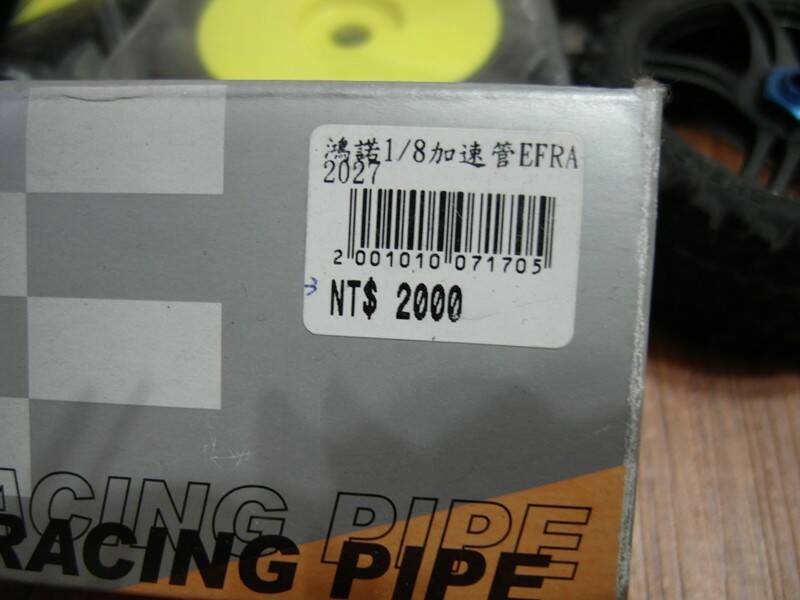 鴻諾1/8加速管EFRA
2027
2 001010 071705
NT$ 2000
RACING PIPE
RACING PIPE